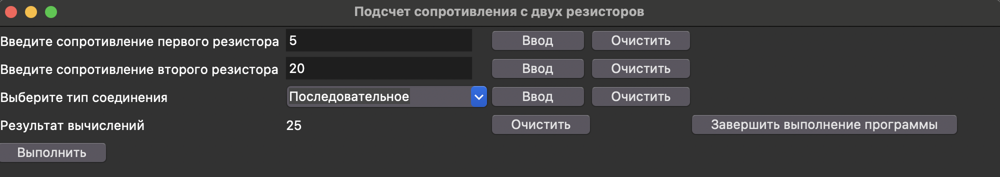 Подсчет сопротивления с двух резисторов
Введите сопротивление первого резистора 5 Ввод Очистить
Введите сопротивление второго резистора 20 Ввод Очистить
Выберите тип соединения Последовательное Ввод Очистить
Результат вычислений 25 Очистить Завершить выполнение программы
Выполнить